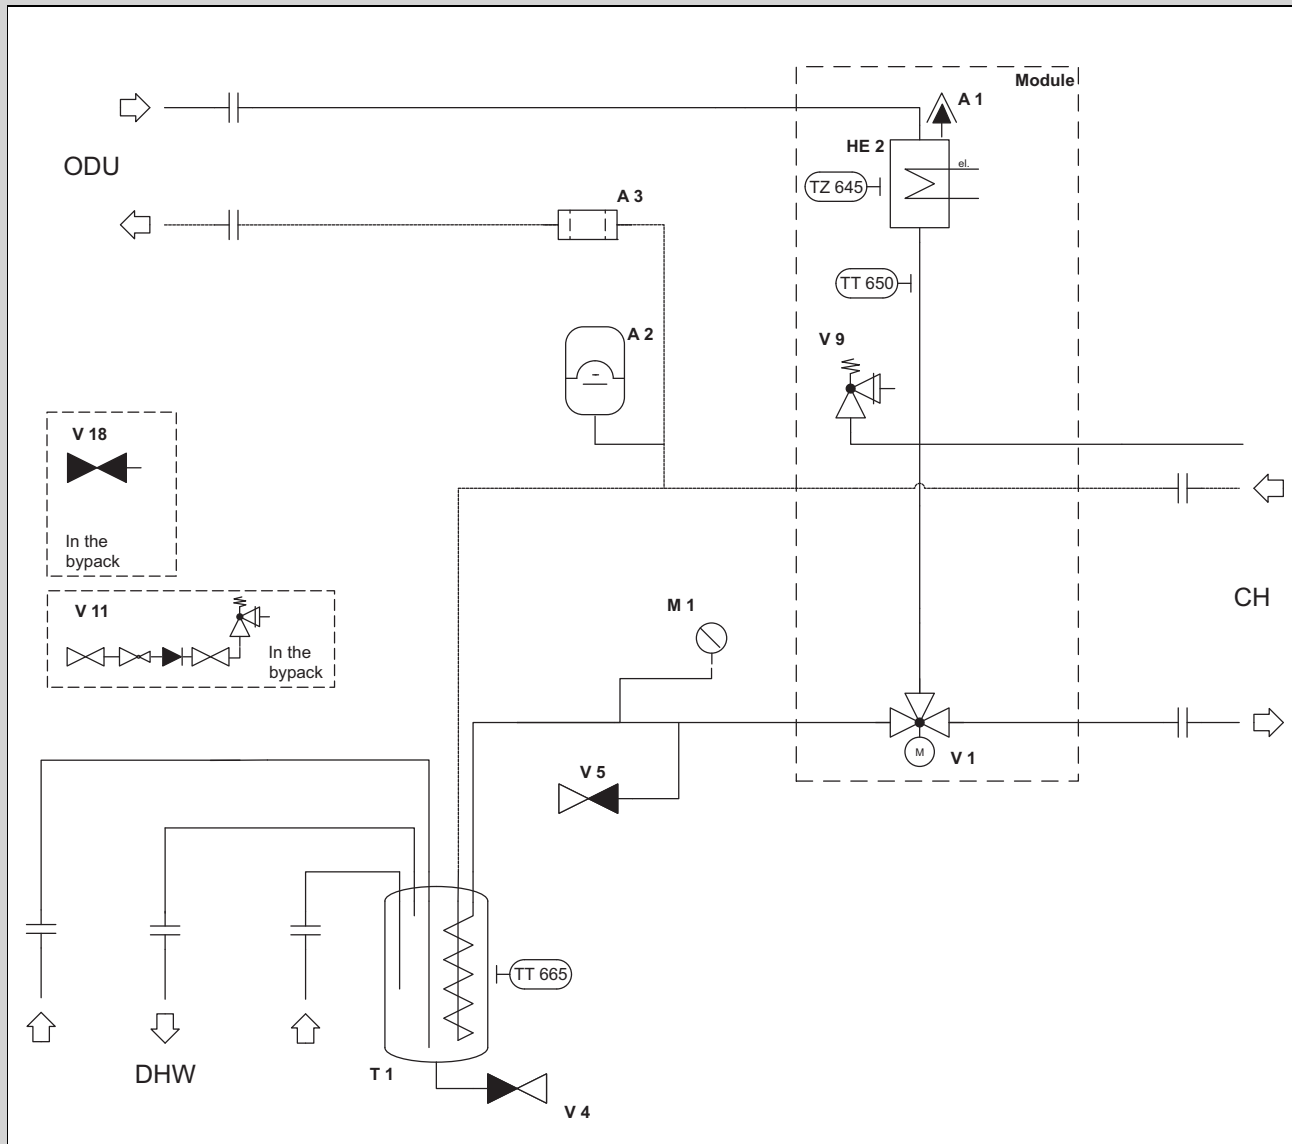 Module
A 1
HE 2
el.
ODU
TZ 645
A 3
TT 650
A 2
V 9
V 18
In the
bypack
CH
V 11
M 1
In the
bypack
V 5
M
V 1
TT 665
DHW
T 1
V 4